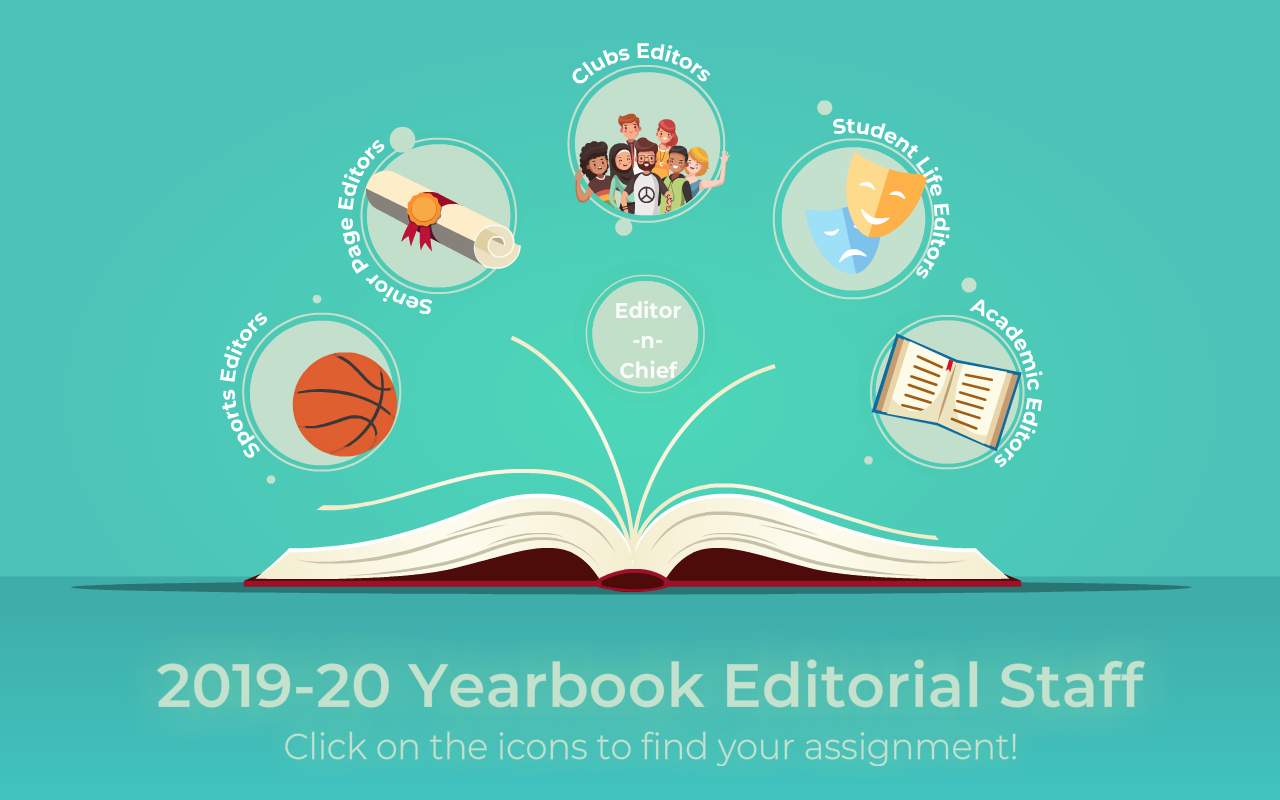 Clubs Editors
Student Life Editors
Senior Page Editors
Editor
-n-
Chief
Sports Editors
Academic Editors
2019-20 Yearbook Editorial Staff
Click on the icons to find your assignment!